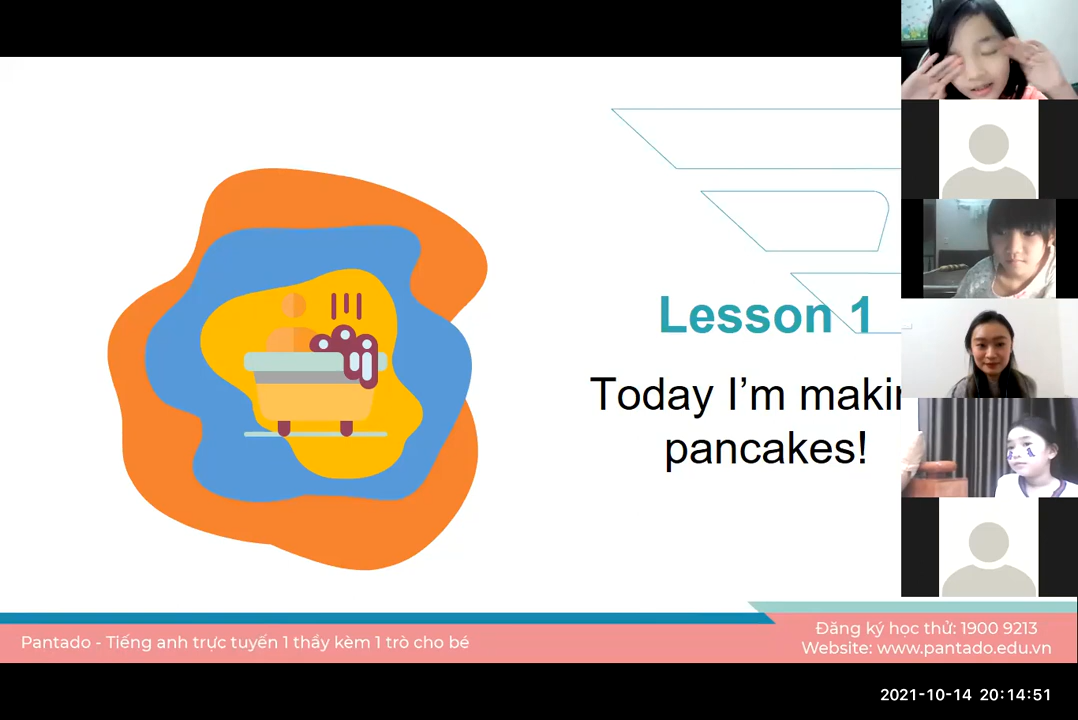 Lesson 1
Today I'm makin
pancakes!
Pantado - Tiếng anh trực tuyến 1 thầy kèm 1 trò cho bé
Đăng ký học thử: 1900 9213
Website: www.pantado.edu.vn
2021-10-14 20:14:51